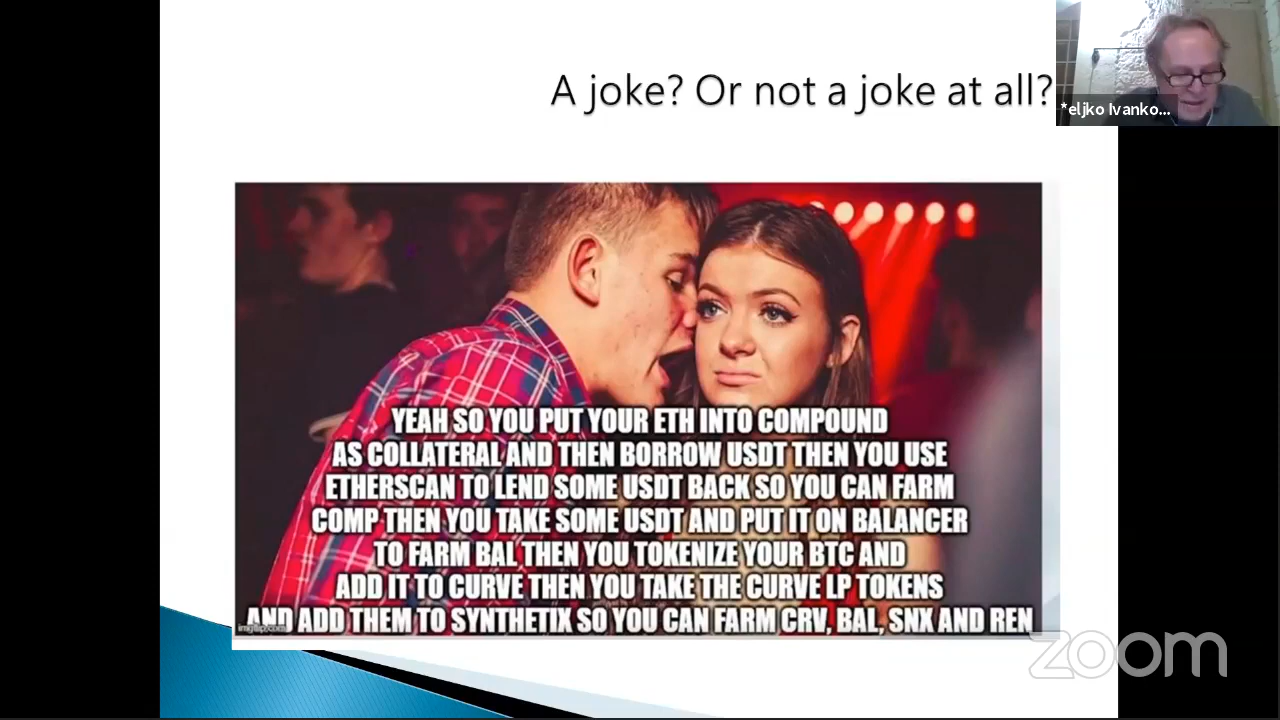 A joke? Or not a joke at all?
*eljko Ivanko...
YEAH SO YOU PUT YOUR ETH INTO COMPOUND
AS COLLATERAL AND THEN BORROW USDT THEN YOU USE
ETHERSCAN TO LEND SOME USDT BACK SO YOU CAN FARM
COMP THEN YOU TAKE SOME USDT AND PUT IT ON BALANCER
TO FARM BAL THEN YOU TOKENIZE YOUR BTC AND
ADD IT TO CURVE THEN YOU TAKE THE CURVE LP TOKENS
AND ADD THEM TO SYNTHETIX SO YOU CAN FARM CRV, BAL, SNX AND REN
imgflip.com
zoom